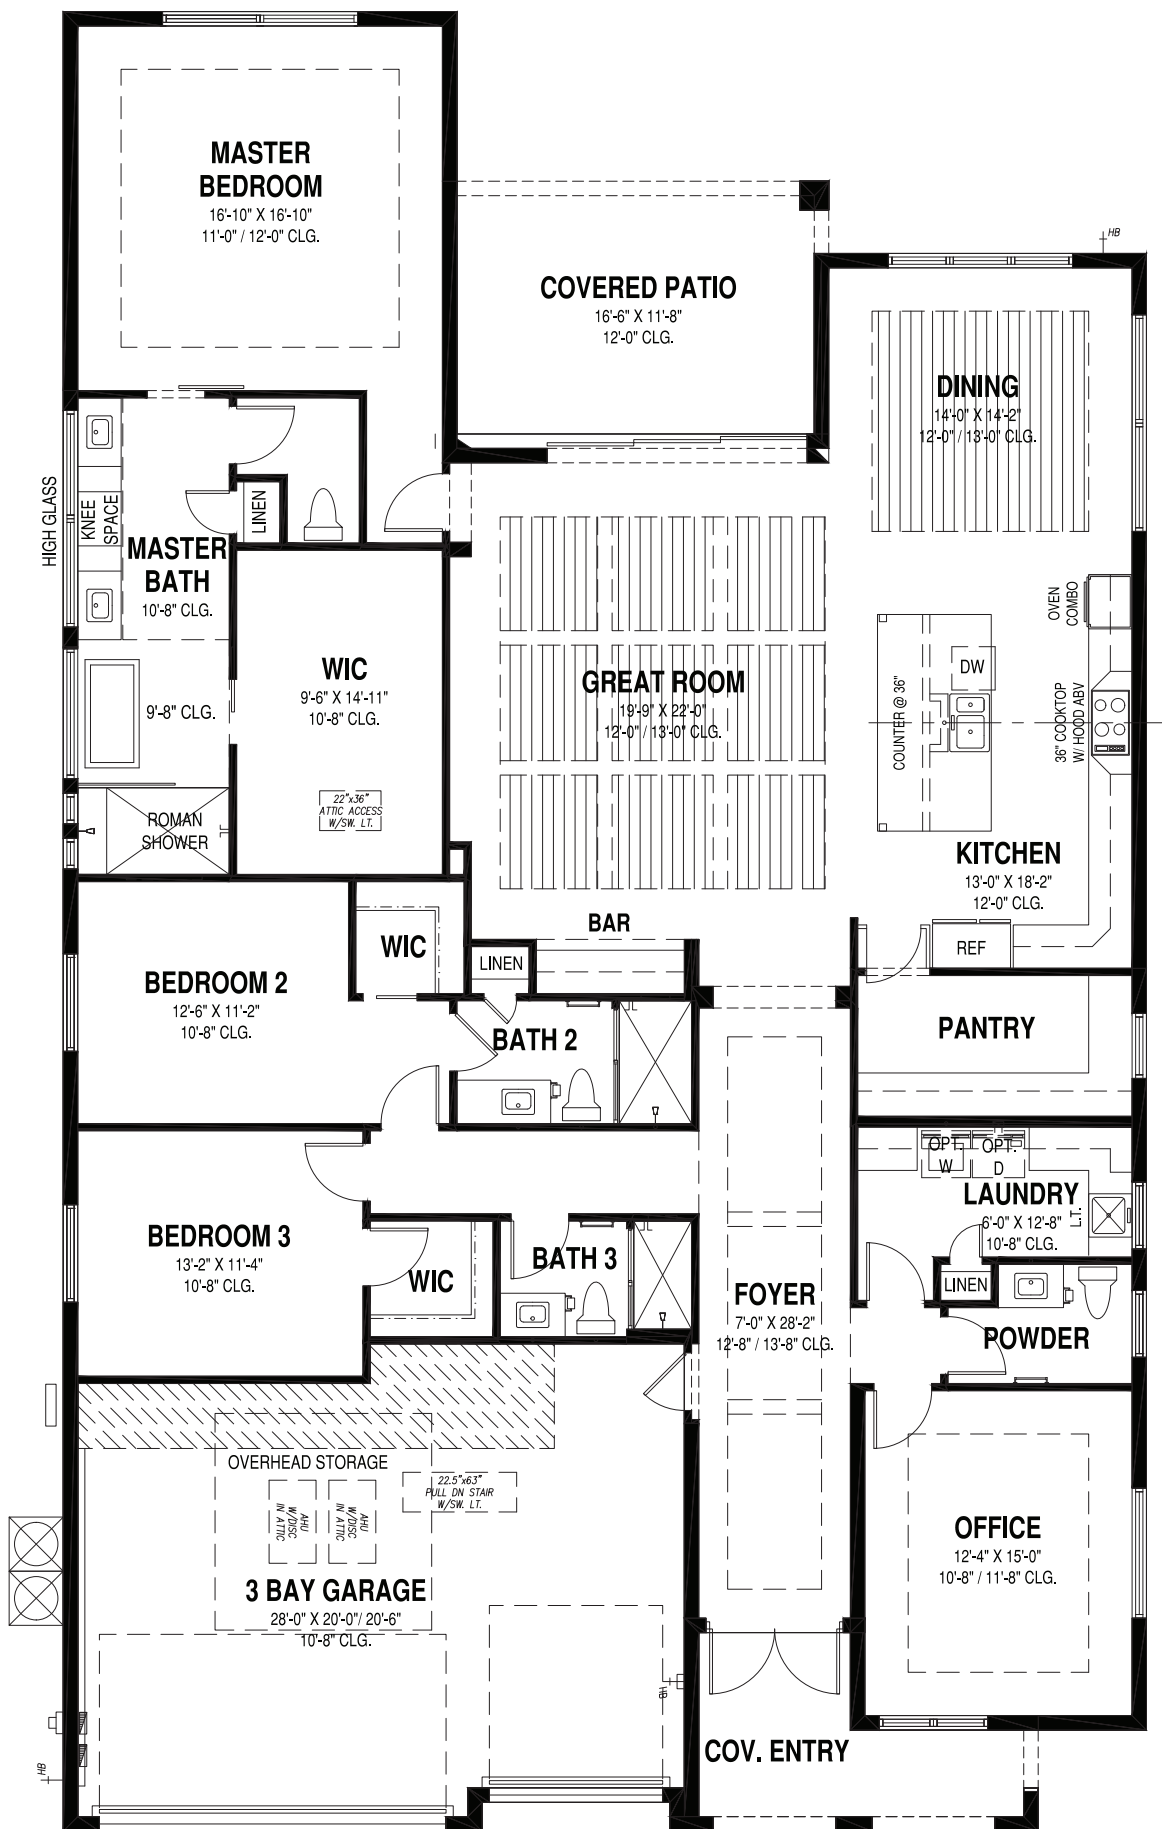 MASTER
BEDROOM
16'-10" X 16'-10"
11'-0" / 12'-0" CLG.
COVERED PATIO
16'-6" X 11'-8"
12'-0" CLG.
HB
DINING
14'-0" X 14'-2"
12'-0" / 13'-0" CLG.
HIGH GLASS
KNEE
SPACE
LINEN
MASTER
BATH
10'-8" CLG.
9'-8" CLG.
ROMAN
SHOWER
WIC
9'-6" X 14'-11"
10'-8" CLG.
22"x36"
ATTIC ACCESS
W/SW. LT.
GREAT ROOM
19'-9" X 22'-0"
12'-0" / 13'-0" CLG.
OVEN
COMBO
DW
COUNTER @ 36"
36" COOKTOP
W/ HOOD ABV
KITCHEN
13'-0" X 18'-2"
12'-0" CLG.
REF
BAR
LINEN
WIC
BEDROOM 2
12'-6" X 11'-2"
10'-8" CLG.
BATH 2
PANTRY
OPT.
W
OPT.
D
LAUNDRY
6'-0" X 12'-8"
10'-8" CLG.
L.T.
LINEN
POWDER
BEDROOM 3
13'-2" X 11'-4"
10'-8" CLG.
WIC
BATH 3
FOYER
7'-0" X 28'-2"
12'-8" / 13'-8" CLG.
OVERHEAD STORAGE
22.5"x63"
PULL DN STAIR
W/SW. LT.
AHU
W/DISC
IN ATTIC
AHU
W/DISC
IN ATTIC
3 BAY GARAGE
28'-0" X 20'-0"/ 20'-6"
10'-8" CLG.
OFFICE
12'-4" X 15'-0"
10'-8" / 11'-8" CLG.
HB
HB
COV. ENTRY